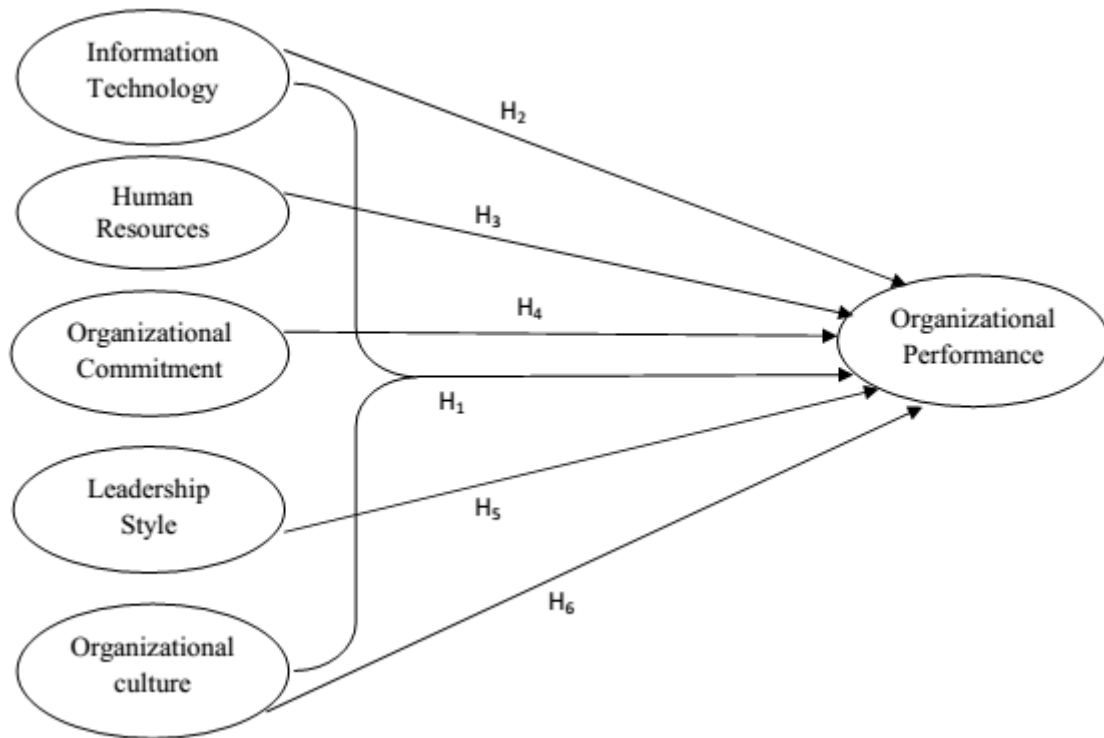 Information
Technology
H₂
Human
Resources
H₃
Organizational
Commitment
H₄
Organizational
Performance
H₁
Leadership
Style
H₅
Organizational
culture
H₆